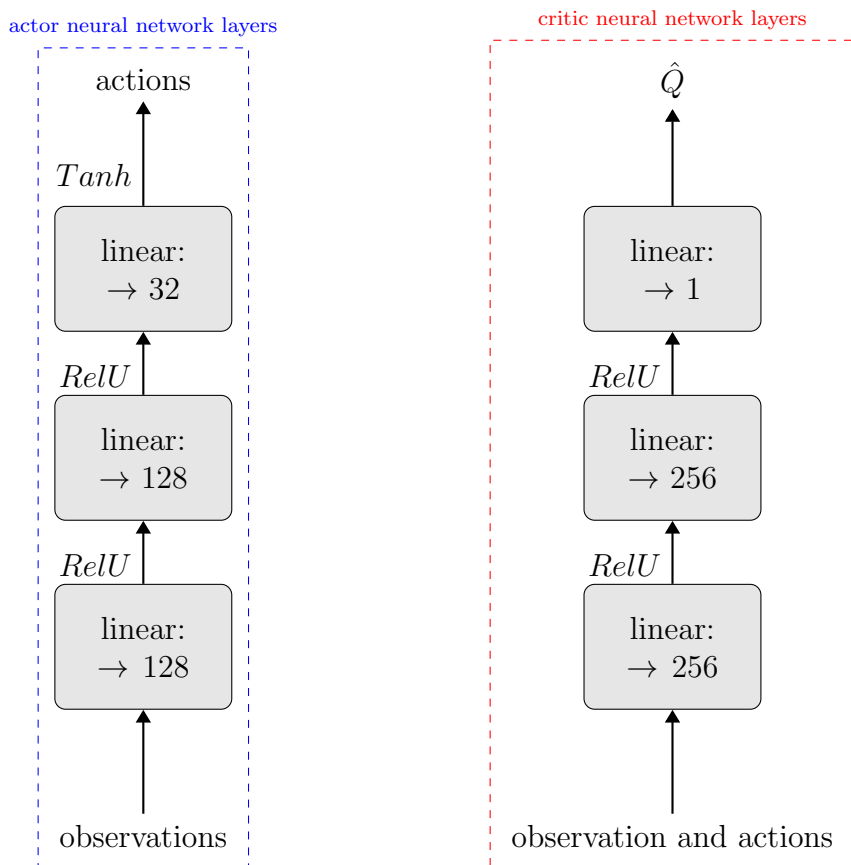 actor neural network layers
actions
Tanh
linear:
→ 32
RelU
linear:
→ 128
RelU
linear:
→ 128
observations
critic neural network layers
Q̂
linear:
→ 1
RelU
linear:
→ 256
RelU
linear:
→ 256
observation and actions